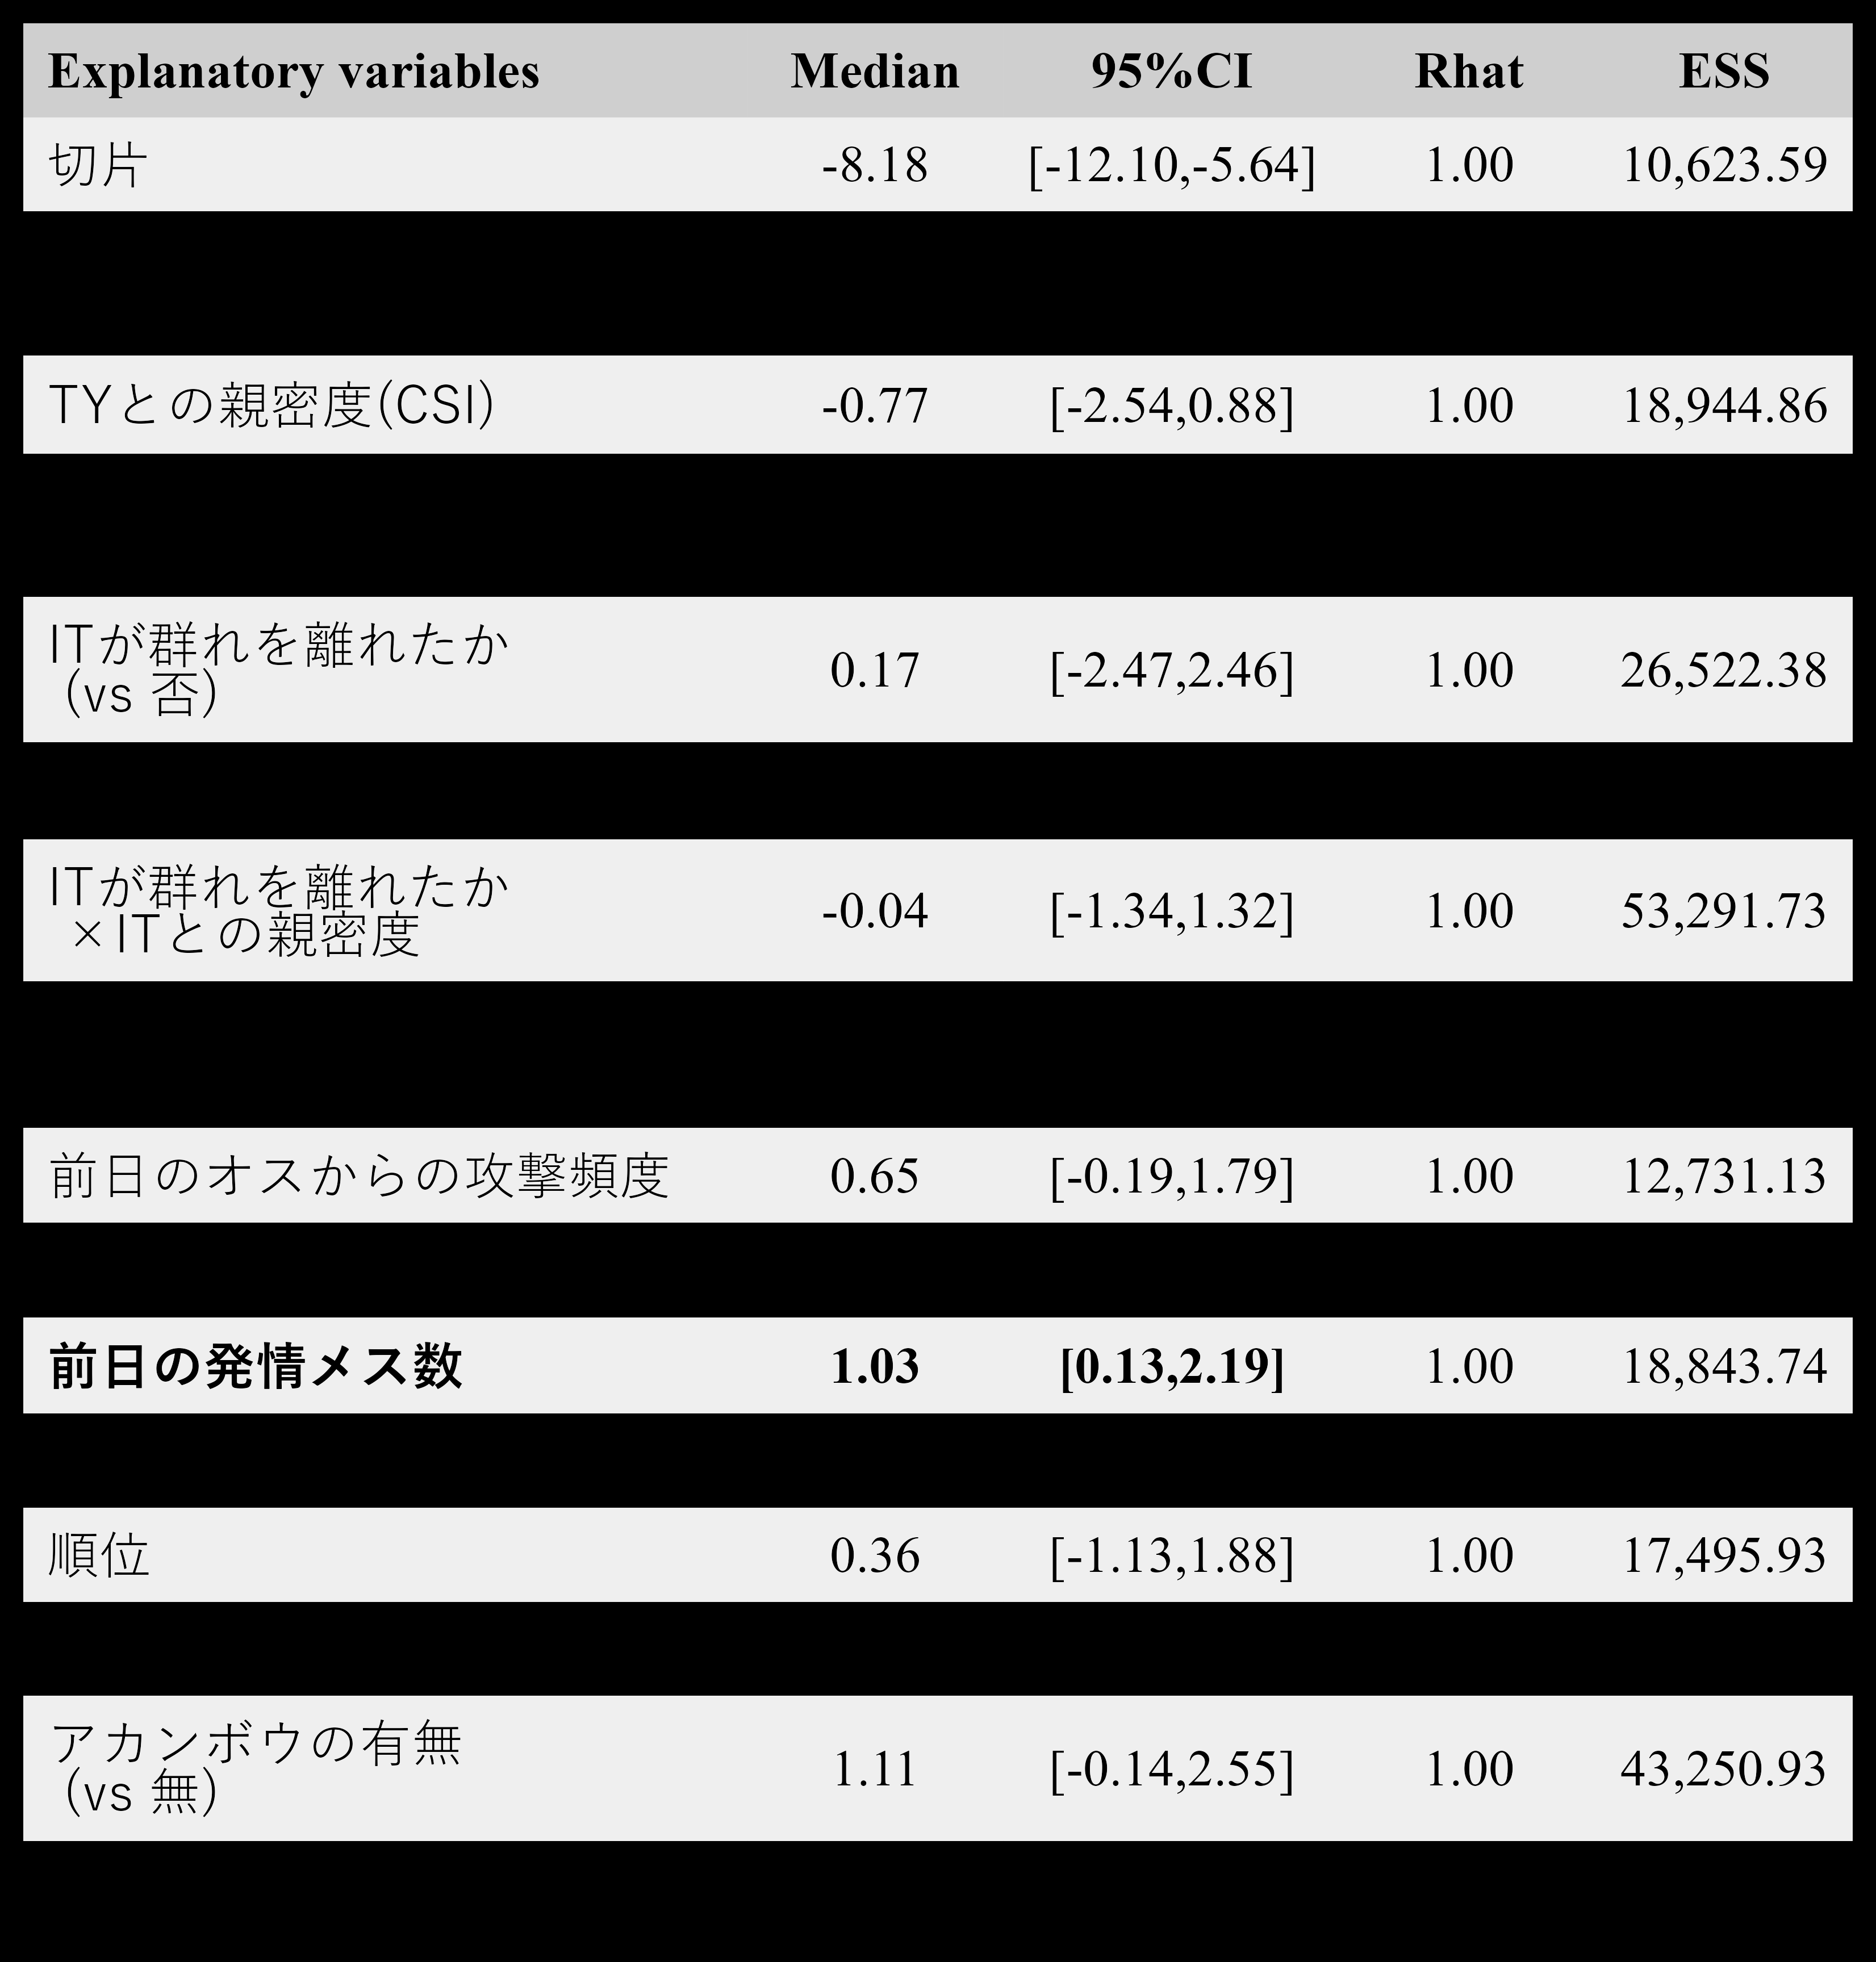 Explanatory variables Median 95%CI Rhat ESS
切片 -8.18 [-12.10,-5.64] 1.00 10,623.59
TYとの親密度(CSI) -0.77 [-2.54,0.88] 1.00 18,944.86
ITが群れを離れたか
(vs 否) 0.17 [-2.47,2.46] 1.00 26,522.38
ITが群れを離れたか
×ITとの親密度 -0.04 [-1.34,1.32] 1.00 53,291.73
前日のオスからの攻撃頻度 0.65 [-0.19,1.79] 1.00 12,731.13
前日の発情メス数 1.03 [0.13,2.19] 1.00 18,843.74
順位 0.36 [-1.13,1.88] 1.00 17,495.93
アカンボウの有無
(vs 無) 1.11 [-0.14,2.55] 1.00 43,250.93